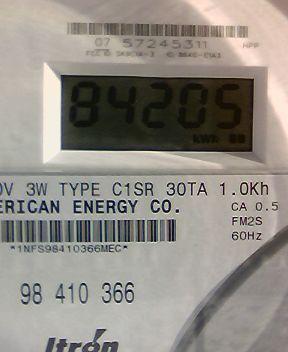 07 57245311 HPP
84205
kWh
0V 3W TYPE C1SR 30TA 1.0Kh
ERICAN ENERGY CO. CA 0.5
FM2S
*1NFS98410366MEC* 60Hz
98 410 366
Itron